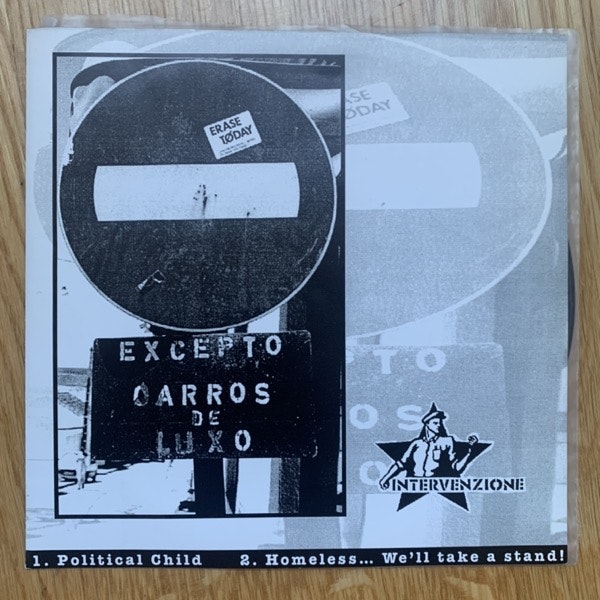 ERASE
TØDAY
EXCEPTO
CARROS
DE
LUXO
INTERVENZIONE
1. Political Child 2. Homeless... We'll take a stand!